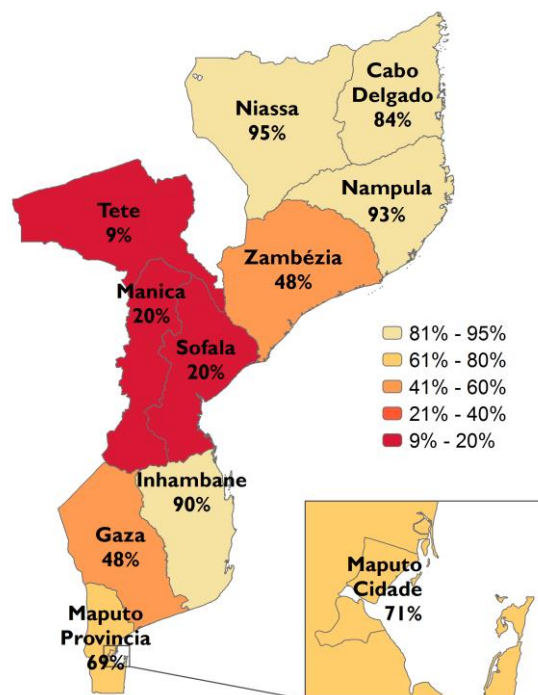 Cabo
Delgado
84%
Niassa
95%
Nampula
93%
Tete
9%
Zambézia
48%
Manica
20%
Sofala
20%
81% - 95%
61% - 80%
41% - 60%
21% - 40%
9% - 20%
Inhambane
90%
Gaza
48%
Maputo
Provincia
69%
Maputo
Cidade
71%